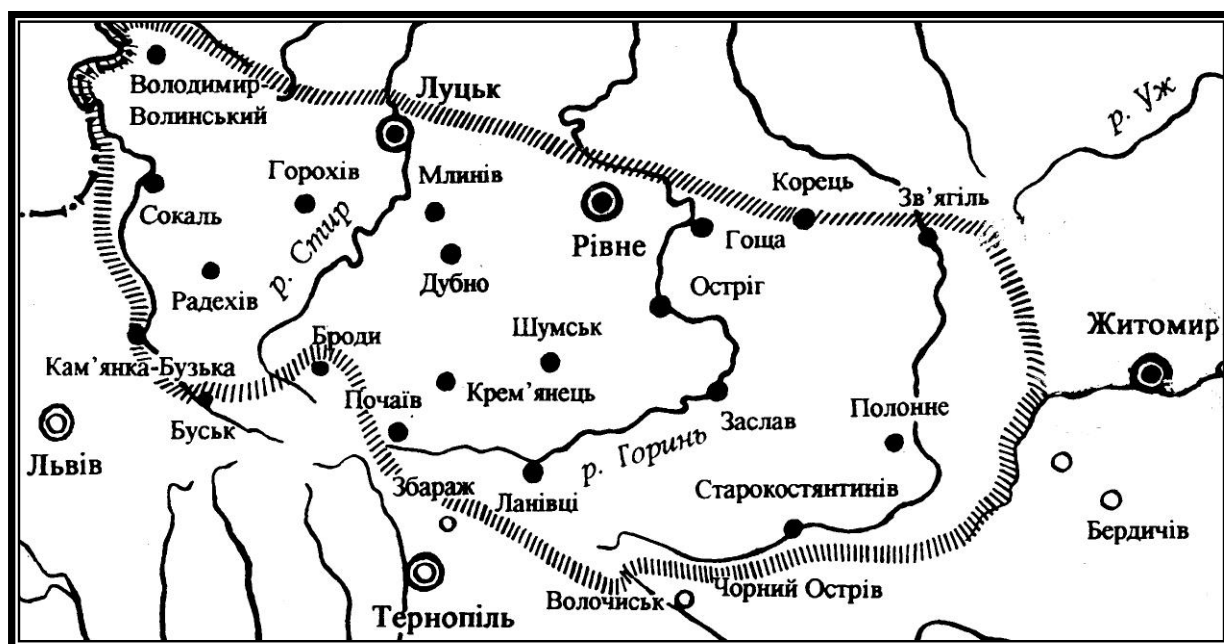 Володимир-
Волинський
Луцьк
р. Уж
Сокаль
Горохів
Млинів
Рівне
Корець
Гоща
Зв’ягіль
Радехів
р. Стир
Дубно
Остріг
Броди
Шумськ
Житомир
Кам’янка-Бузька
Крем’янець
Почаїв
Буськ
Львів
Заслав
Полонне
р. Горинь
Збараж
Ланівці
Старокостянтинів
Бердичів
Тернопіль
Волочиськ
Чорний Острів